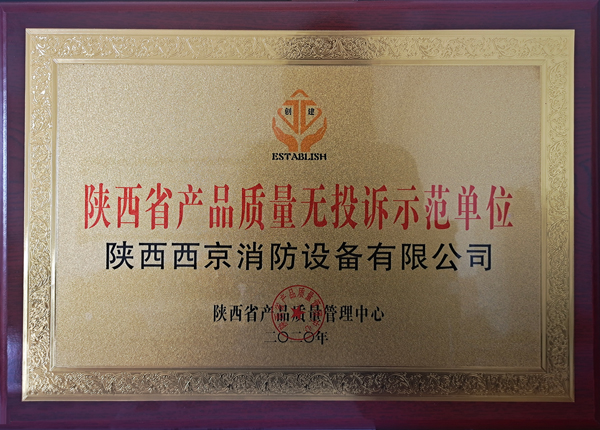 创 建
ESTABLISH
陕西省产品质量无投诉示范单位
陕西西京消防设备有限公司
陕西省产品质量管理中心
二〇二〇年